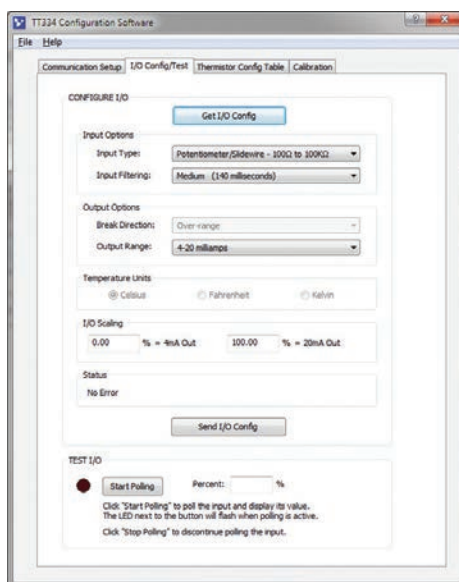 TT334 Configuration Software
File Help
Communication Setup I/O Config/Test Thermistor Config Table Calibration
CONFIGURE I/O
Get I/O Config
Input Options
Input Type: Potentiometer/Slidewire - 100Ω to 100KΩ
Input Filtering: Medium (140 milliseconds)
Output Options
Break Direction: Over-range
Output Range: 4-20 milliamps
Temperature Units
Celsius Fahrenheit Kelvin
I/O Scaling
0.00 % = 4mA Out 100.00 % = 20mA Out
Status
No Error
Send I/O Config
TEST I/O
Start Polling Percent: %
Click "Start Polling" to poll the input and display its value.
The LED next to the button will flash when polling is active.
Click "Stop Polling" to discontinue polling the input.